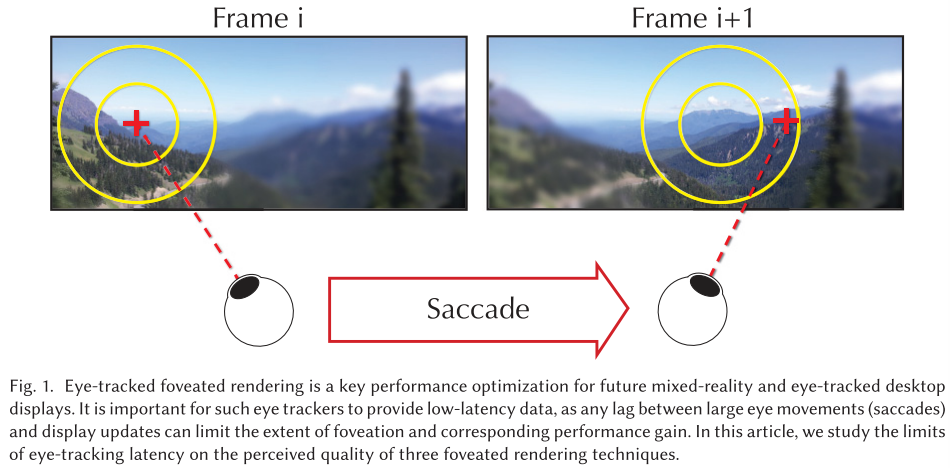 Frame i
Frame i+1
Saccade
Fig. 1. Eye-tracked foveated rendering is a key performance optimization for future mixed-reality and eye-tracked desktop
displays. It is important for such eye trackers to provide low-latency data, as any lag between large eye movements (saccades)
and display updates can limit the extent of foveation and corresponding performance gain. In this article, we study the limits
of eye-tracking latency on the perceived quality of three foveated rendering techniques.